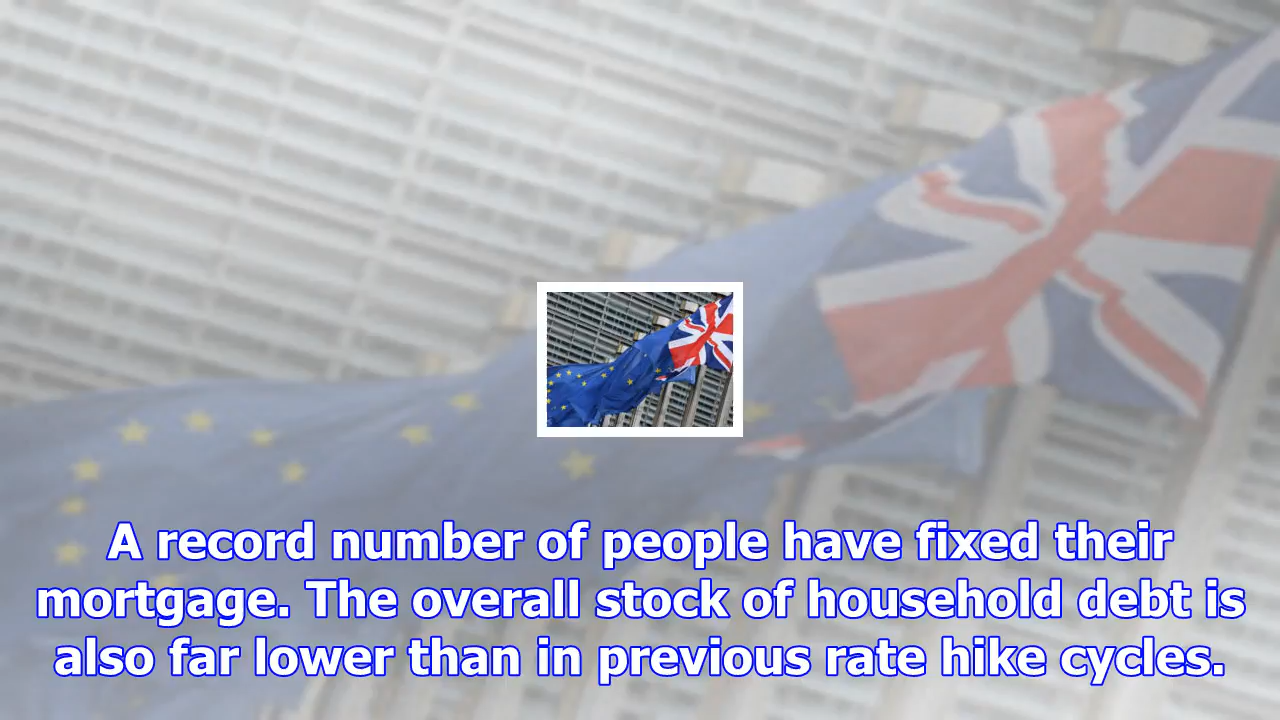 A record number of people have fixed their
mortgage. The overall stock of household debt is
also far lower than in previous rate hike cycles.